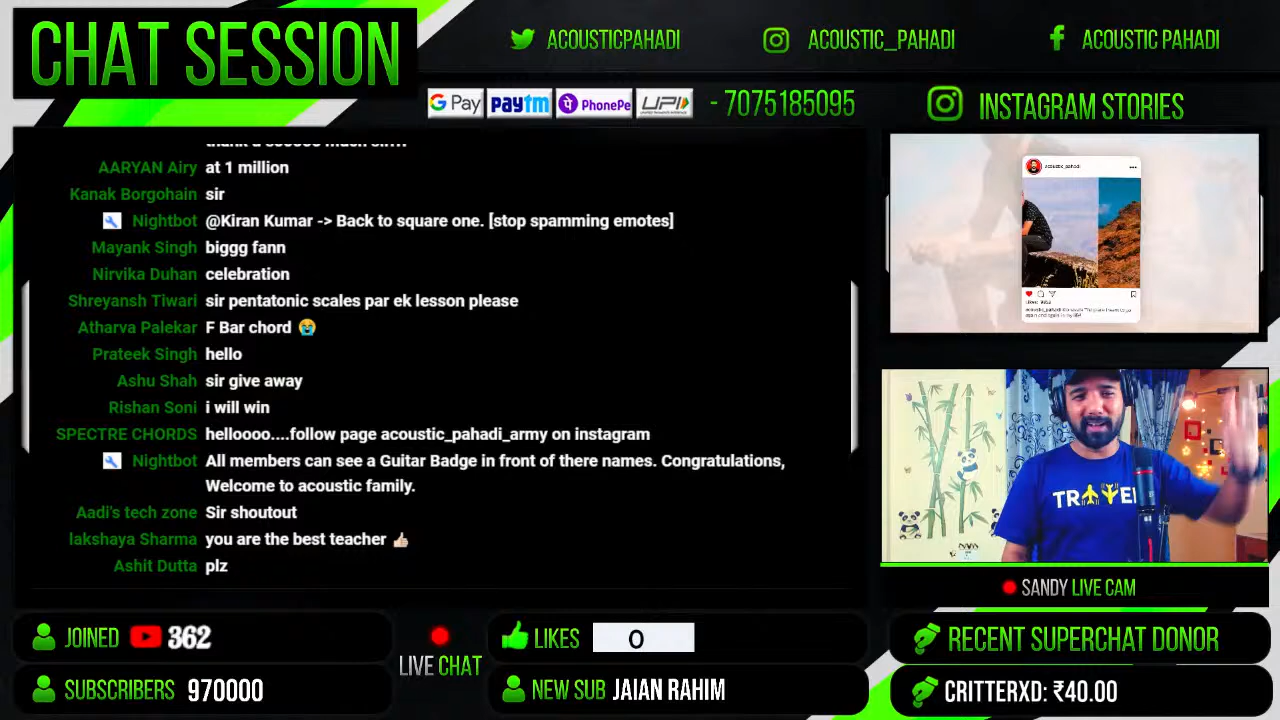 CHAT SESSION
ACOUSTICPAHADI
ACOUSTIC_PAHADI
ACOUSTIC PAHADI
G Pay paytm PhonePe UPI - 7075185095
INSTAGRAM STORIES
AARYAN Airy at 1 million
Kanak Borgohain sir
Nightbot @Kiran Kumar -> Back to square one. [stop spamming emotes]
Mayank Singh biggg fann
Nirvika Duhan celebration
Shreyansh Tiwari sir pentatonic scales par ek lesson please
Atharva Palekar F Bar chord 😭
Prateek Singh hello
Ashu Shah sir give away
Rishan Soni i will win
SPECTRE CHORDS helloooo....follow page acoustic_pahadi_army on instagram
Nightbot All members can see a Guitar Badge in front of there names. Congratulations,
Welcome to acoustic family.
Aadi's tech zone Sir shoutout
lakshaya Sharma you are the best teacher 👍🏻
Ashit Dutta plz
acoustic_pahadi
TRAVEL
SANDY LIVE CAM
JOINED 362
LIVE CHAT
LIKES 0
RECENT SUPERCHAT DONOR
SUBSCRIBERS 970000
NEW SUB JAIAN RAHIM
CRITTERXD: ₹40.00